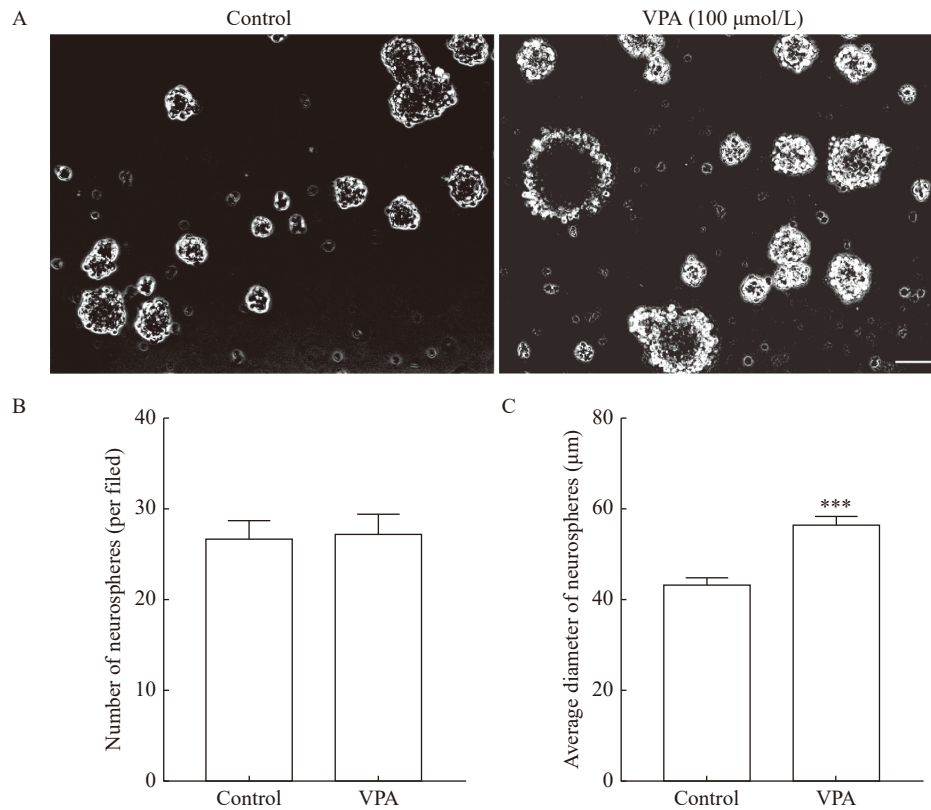 A
Control
VPA (100 μmol/L)
B
C
Number of neurospheres (per filed)
40
30
20
10
0
Control
VPA
Average diameter of neurospheres (μm)
80
60
40
20
0
***
Control
VPA